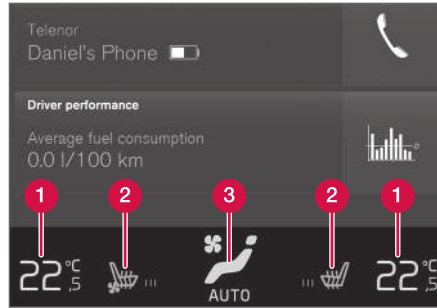 Telenor
Daniel's Phone
Driver performance
Average fuel consumption
0.0 l/100 km
1 2 3 2 1
22,5 °C 22,5 °C
AUTO